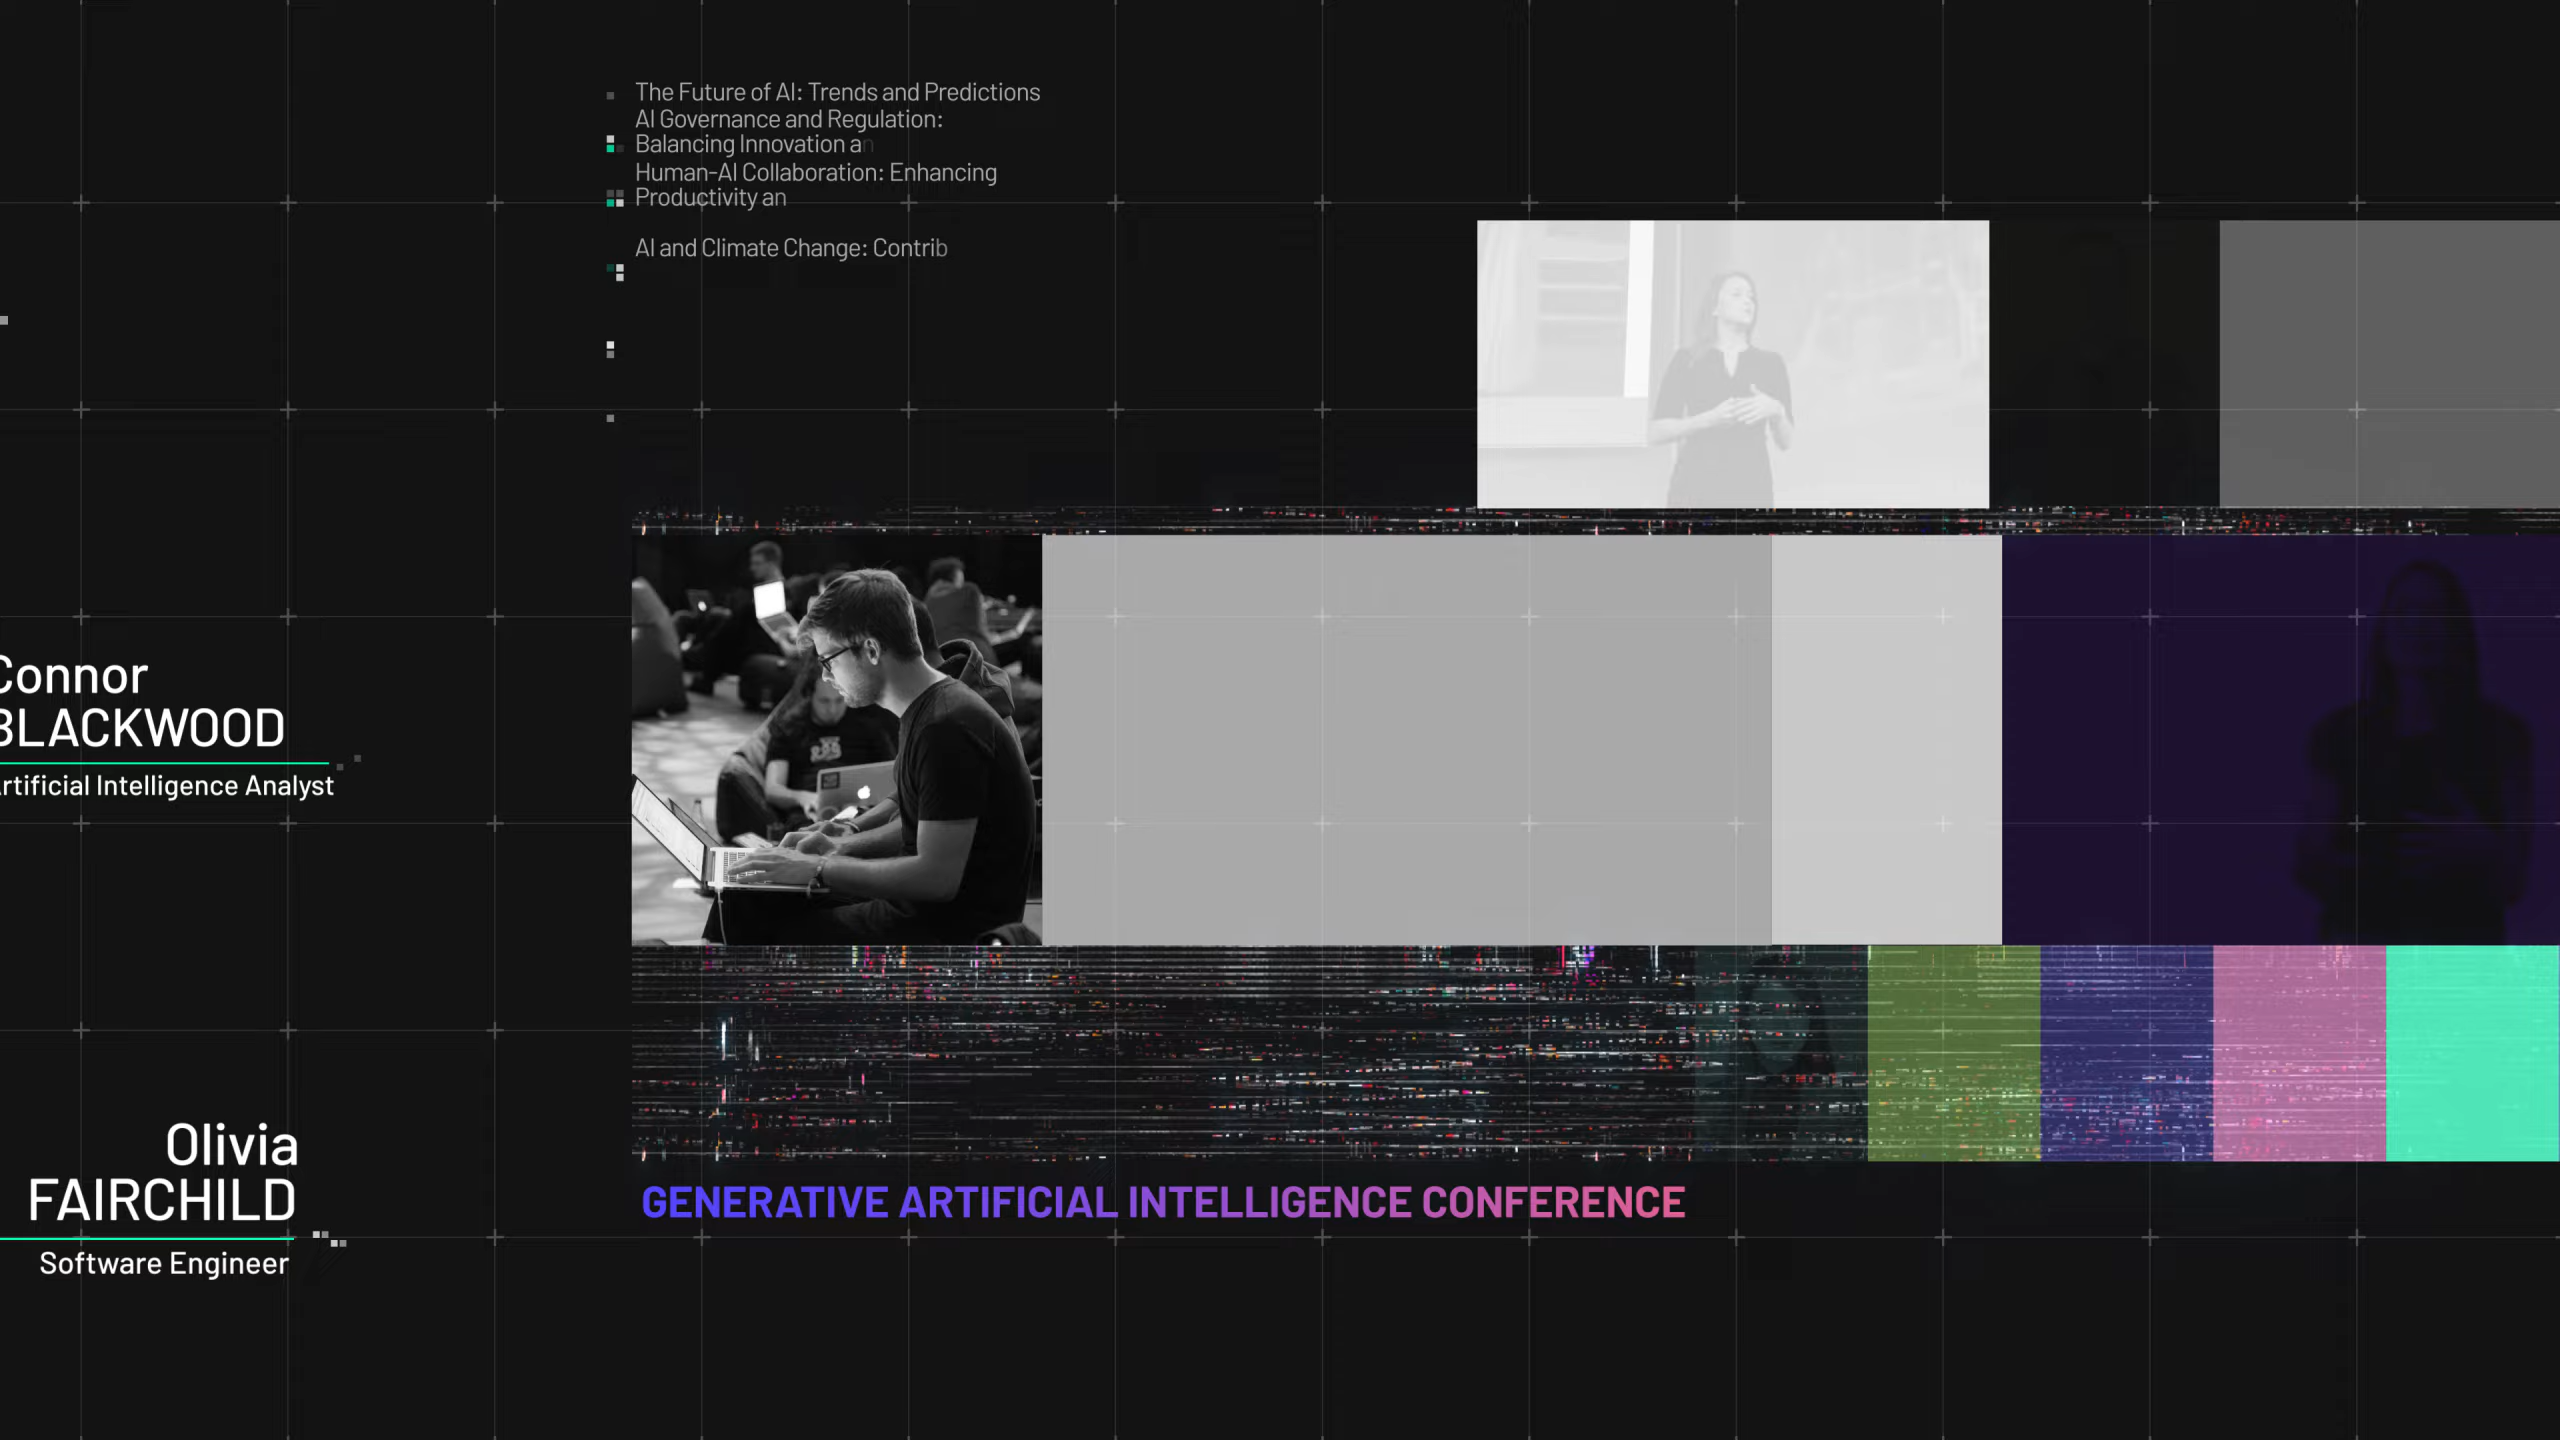 The Future of AI: Trends and Predictions
AI Governance and Regulation:
Balancing Innovation an
Human-AI Collaboration: Enhancing
Productivity an
AI and Climate Change: Contrib
Connor
BLACKWOOD
rtificial Intelligence Analyst
Olivia
FAIRCHILD
Software Engineer
GENERATIVE ARTIFICIAL INTELLIGENCE CONFERENCE